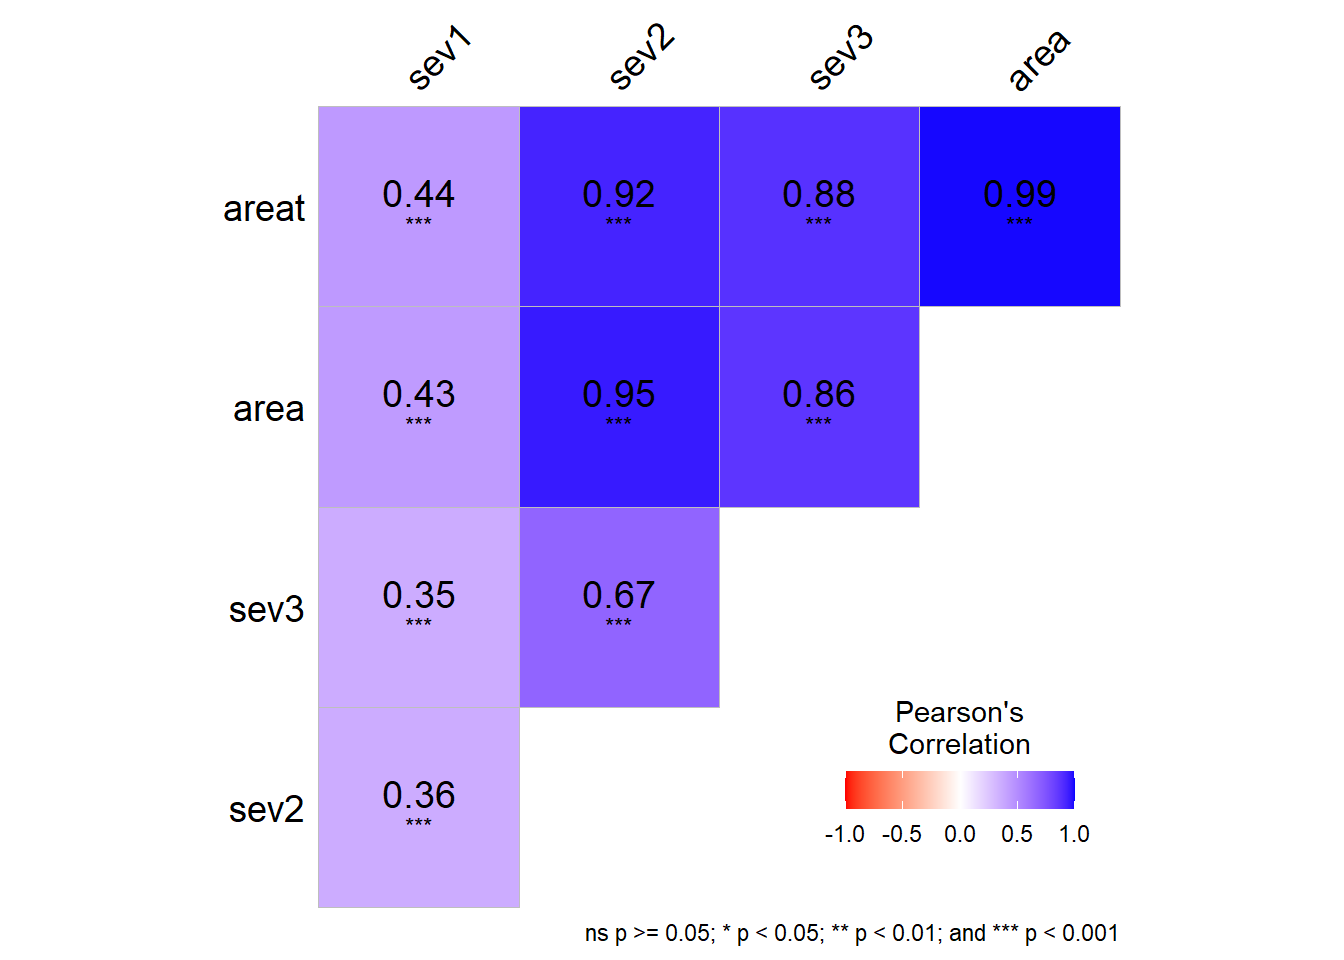 sev1 sev2 sev3 area
areat 0.44 0.92 0.88 0.99
*** *** *** ***
area 0.43 0.95 0.86
*** *** ***
sev3 0.35 0.67
*** ***
sev2 0.36
***
Pearson's
Correlation
-1.0 -0.5 0.0 0.5 1.0
ns p >= 0.05; * p < 0.05; ** p < 0.01; and *** p < 0.001